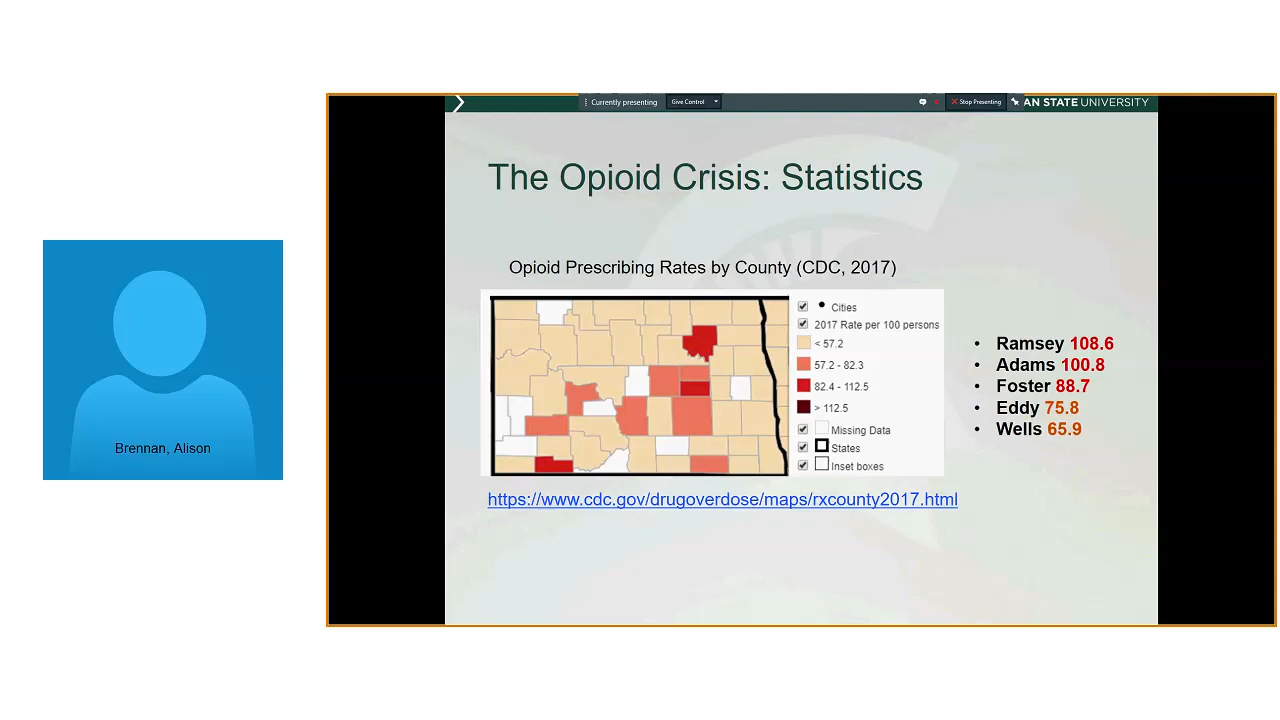 Currently presenting Give Control Stop Presenting AN STATE UNIVERSITY
The Opioid Crisis: Statistics
Opioid Prescribing Rates by County (CDC, 2017)
Cities
2017 Rate per 100 persons
< 57.2
57.2 - 82.3
82.4 - 112.5
> 112.5
Missing Data
States
Inset boxes
• Ramsey 108.6
• Adams 100.8
• Foster 88.7
• Eddy 75.8
• Wells 65.9
https://www.cdc.gov/drugoverdose/maps/rxcounty2017.html
Brennan, Alison